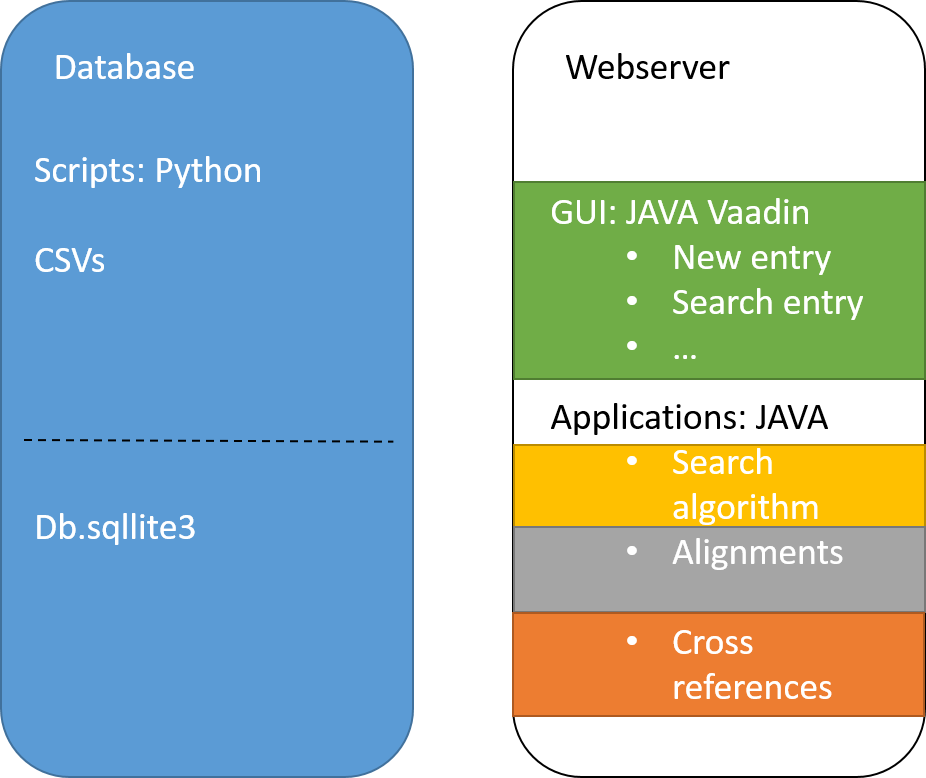 Database
Scripts: Python
CSVs
Db.sqllite3
Webserver
GUI: JAVA Vaadin
• New entry
• Search entry
• ...
Applications: JAVA
• Search
algorithm
• Alignments
• Cross
references